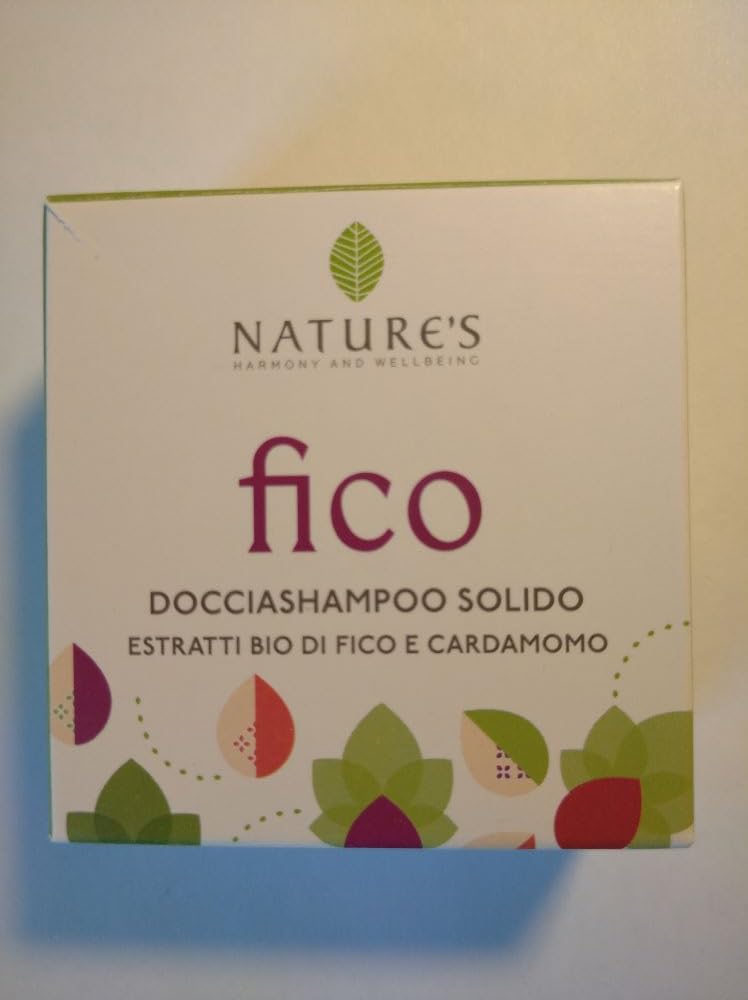 NATURE'S
HARMONY AND WELLBEING
fico
DOCCIASHAMPOO SOLIDO
ESTRATTI BIO DI FICO E CARDAMOMO